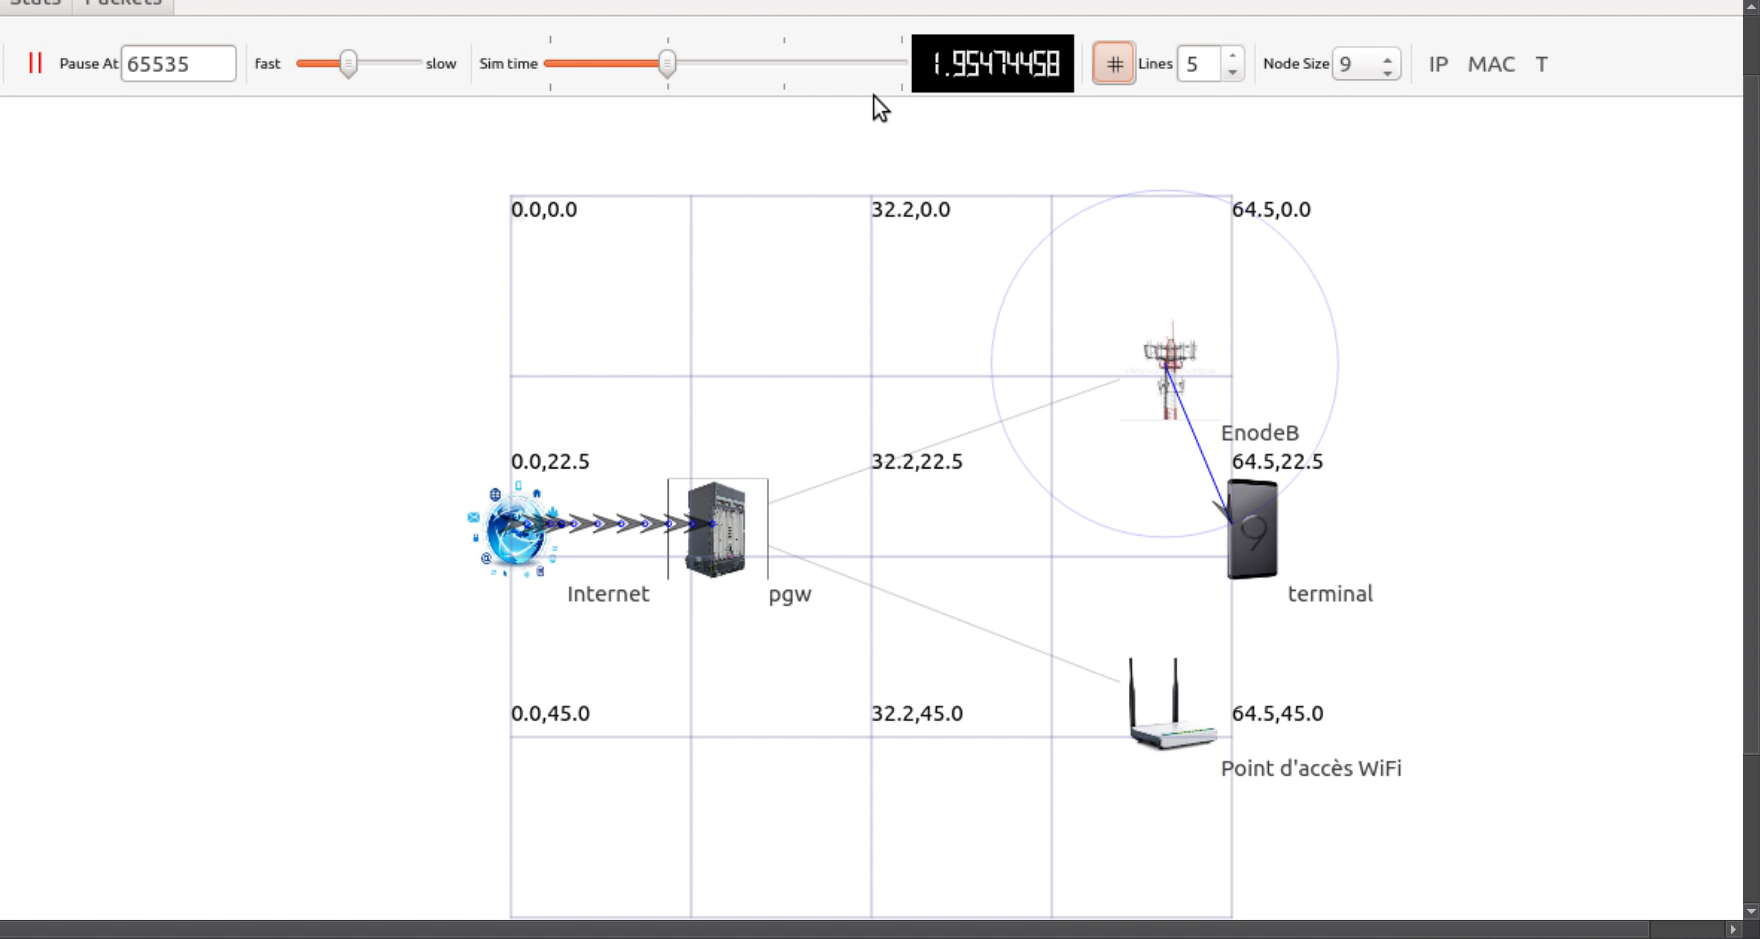 Stats Packets
Pause At 65535 fast slow Sim time 1.95474458 # Lines 5 Node Size 9 IP MAC T
0.0,0.0 32.2,0.0 64.5,0.0
EnodeB
0.0,22.5 32.2,22.5 64.5,22.5
9
Internet pgw terminal
0.0,45.0 32.2,45.0 64.5,45.0
Point d'accès WiFi